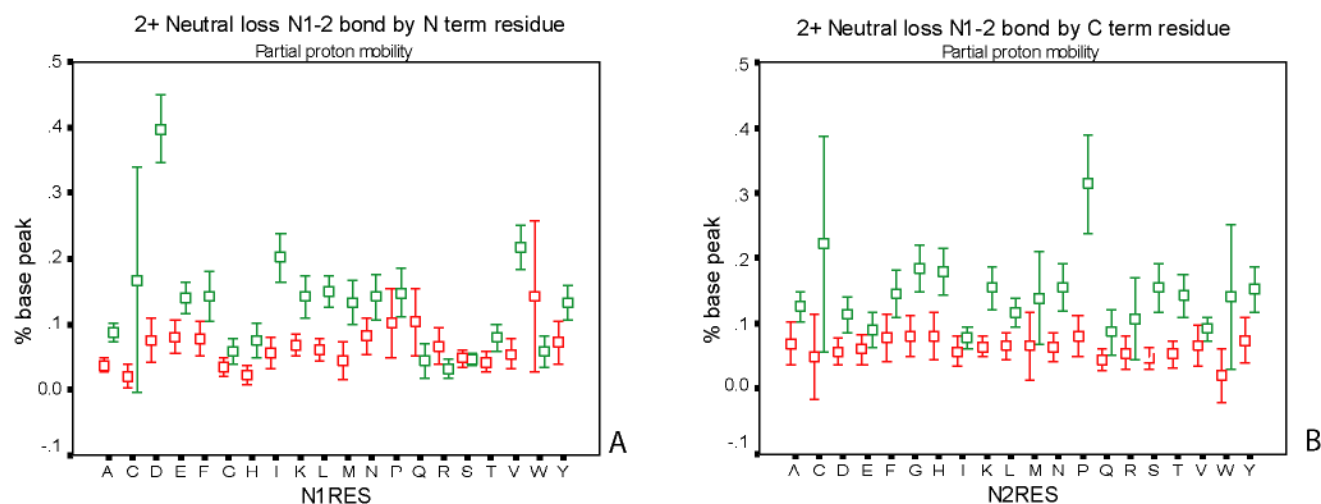 2+ Neutral loss N1-2 bond by N term residue
Partial proton mobility
.5
.4
.3
.2
.1
0.0
-.1
% base peak
A C D E F C H I K L M N P Q R S T V W Y
N1RES
A
2+ Neutral loss N1-2 bond by C term residue
Partial proton mobility
.5
.4
.3
.2
.1
0.0
-.1
% base peak
Λ C D E F G H I K L M N P Q R S T V W Y
N2RES
B